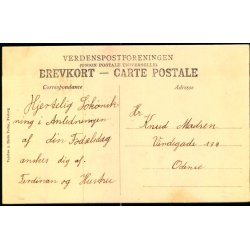 VERDENSPOSTFORENINGEN
(UNION POSTALE UNIVERSELLE)
BREVKORT — CARTE POSTALE
Correspondance
Adresse
Hjertelig Lykønsk
ning i Anledningen
af din Fødselsdag
ønskes dig af.
Ferdinan og Hustru
Hr
Knud Madsen
Vindegade
Odense